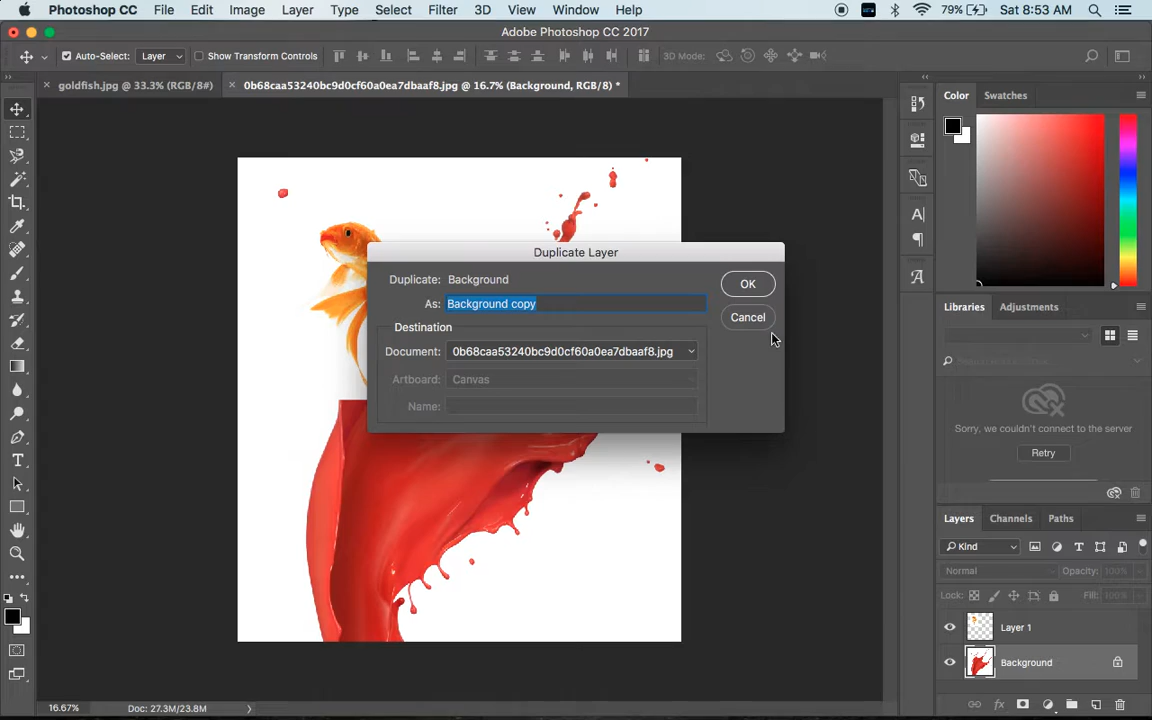 Photoshop CC File Edit Image Layer Type Select Filter 3D View Window Help 79% Sat 8:53 AM
Adobe Photoshop CC 2017
Auto-Select: Layer Show Transform Controls 3D Mode:
goldfish.jpg @ 33.3% (RGB/8#) 0b68caa53240bc9d0cf60a0ea7dbaaf8.jpg @ 16.7% (Background, RGB/8) *
Color Swatches
Duplicate Layer
Duplicate: Background
OK
As: Background copy
Cancel
Destination
Document: 0b68caa53240bc9d0cf60a0ea7dbaaf8.jpg
Artboard: Canvas
Name:
Libraries Adjustments
Sorry, we couldn't connect to the server
Retry
Layers Channels Paths
Kind
Normal Opacity: 100%
Lock: Fill: 100%
Layer 1
Background
16.67% Doc: 27.3M/23.8M